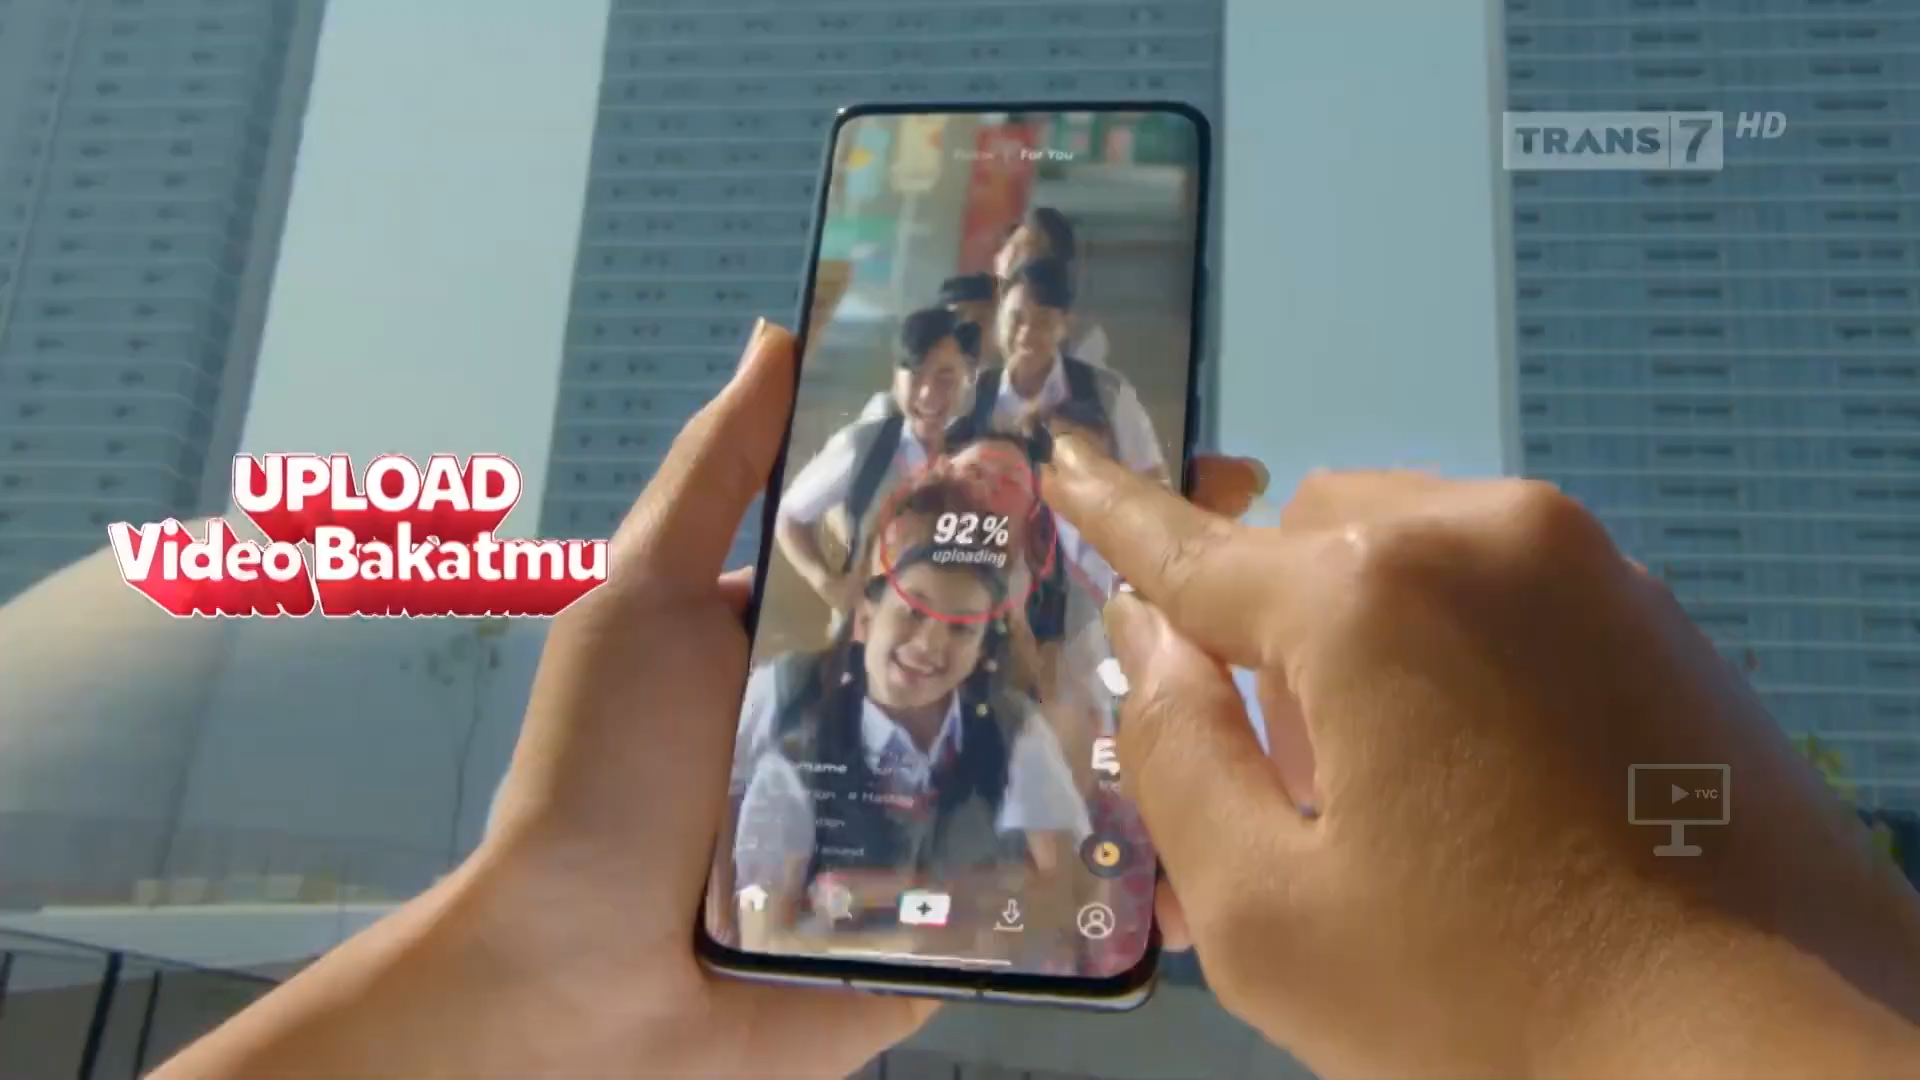 TRANS 7 HD
For You
UPLOAD
Video Bakatmu
92%
uploading
TVC